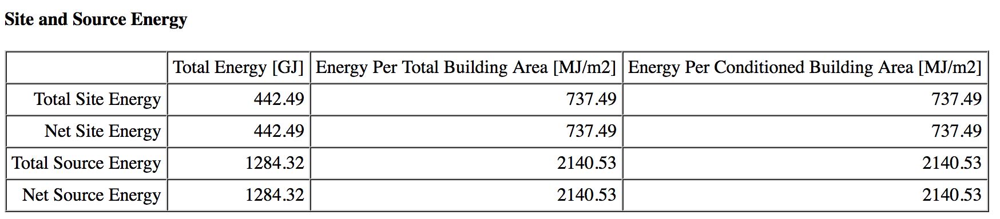 Site and Source Energy
Total Energy [GJ] Energy Per Total Building Area [MJ/m2] Energy Per Conditioned Building Area [MJ/m2]
Total Site Energy 442.49 737.49 737.49
Net Site Energy 442.49 737.49 737.49
Total Source Energy 1284.32 2140.53 2140.53
Net Source Energy 1284.32 2140.53 2140.53